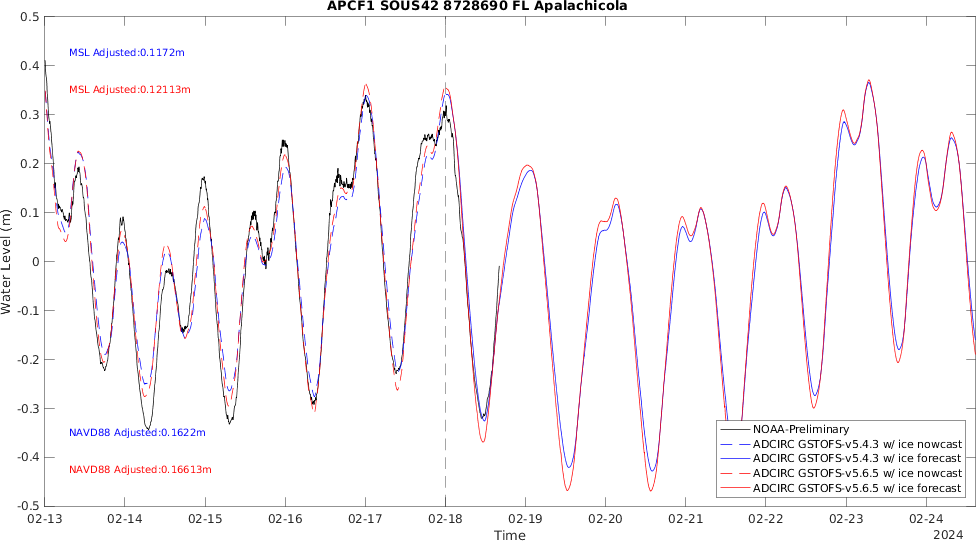 APCF1 SOUS42 8728690 FL Apalachicola
0.5
0.4
0.3
0.2
0.1
0
-0.1
-0.2
-0.3
-0.4
-0.5
Water Level (m)
MSL Adjusted:0.1172m
MSL Adjusted:0.12113m
NAVD88 Adjusted:0.1622m
NAVD88 Adjusted:0.16613m
NOAA-Preliminary
ADCIRC GSTOFS-v5.4.3 w/ ice nowcast
ADCIRC GSTOFS-v5.4.3 w/ ice forecast
ADCIRC GSTOFS-v5.6.5 w/ ice nowcast
ADCIRC GSTOFS-v5.6.5 w/ ice forecast
02-13 02-14 02-15 02-16 02-17 02-18 02-19 02-20 02-21 02-22 02-23 02-24
Time
2024